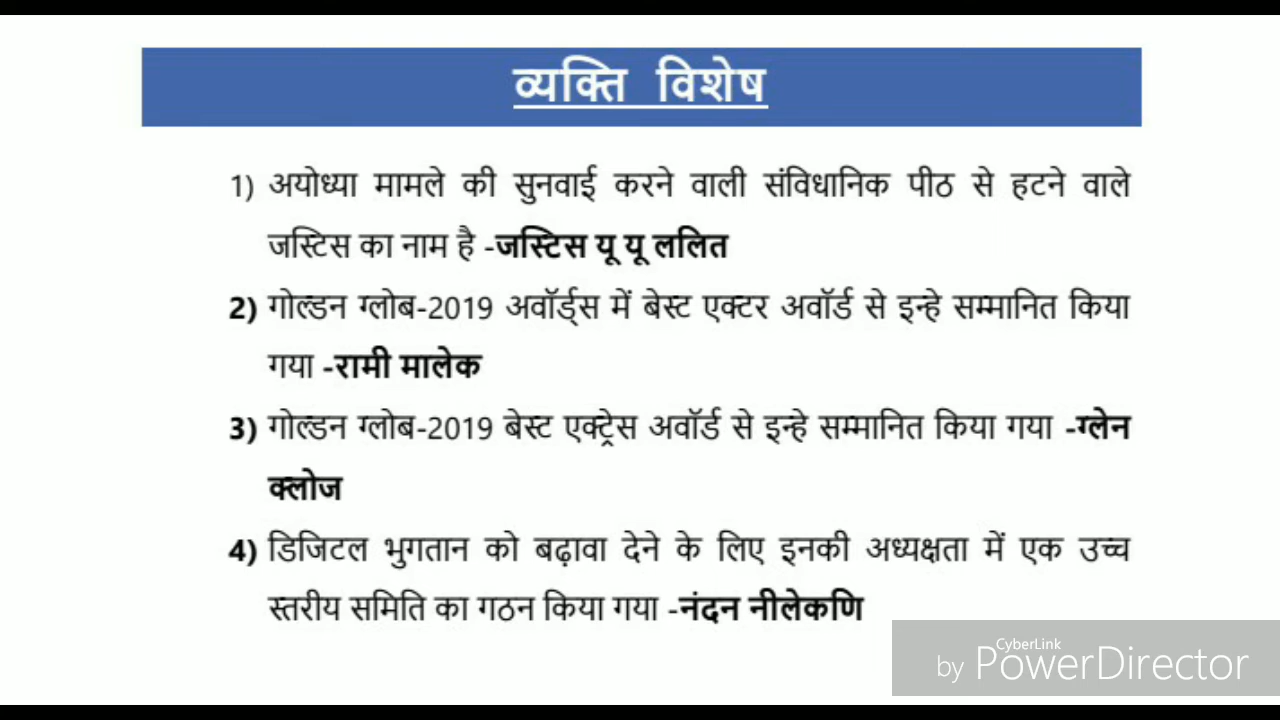 व्यक्ति विशेष
1) अयोध्या मामले की सुनवाई करने वाली संविधानिक पीठ से हटने वाले
जस्टिस का नाम है -जस्टिस यू यू ललित
2) गोल्डन ग्लोब-2019 अवॉर्ड्स में बेस्ट एक्टर अवॉर्ड से इन्हे सम्मानित किया
गया -रामी मालेक
3) गोल्डन ग्लोब-2019 बेस्ट एक्ट्रेस अवॉर्ड से इन्हे सम्मानित किया गया -ग्लेन
क्लोज
4) डिजिटल भुगतान को बढ़ावा देने के लिए इनकी अध्यक्षता में एक उच्च
स्तरीय समिति का गठन किया गया -नंदन नीलेकणि
CyberLink
by PowerDirector